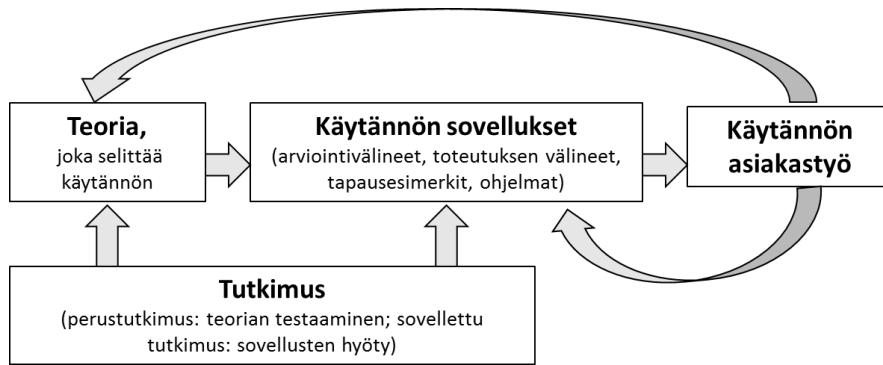 Teoria,
joka selittää
käytännön
Käytännön sovellukset
(arviointivälineet, toteutuksen välineet,
tapausesimerkit, ohjelmat)
Käytännön
asiakastyö
Tutkimus
(perustutkimus: teorian testaaminen; sovellettu
tutkimus: sovellusten hyöty)